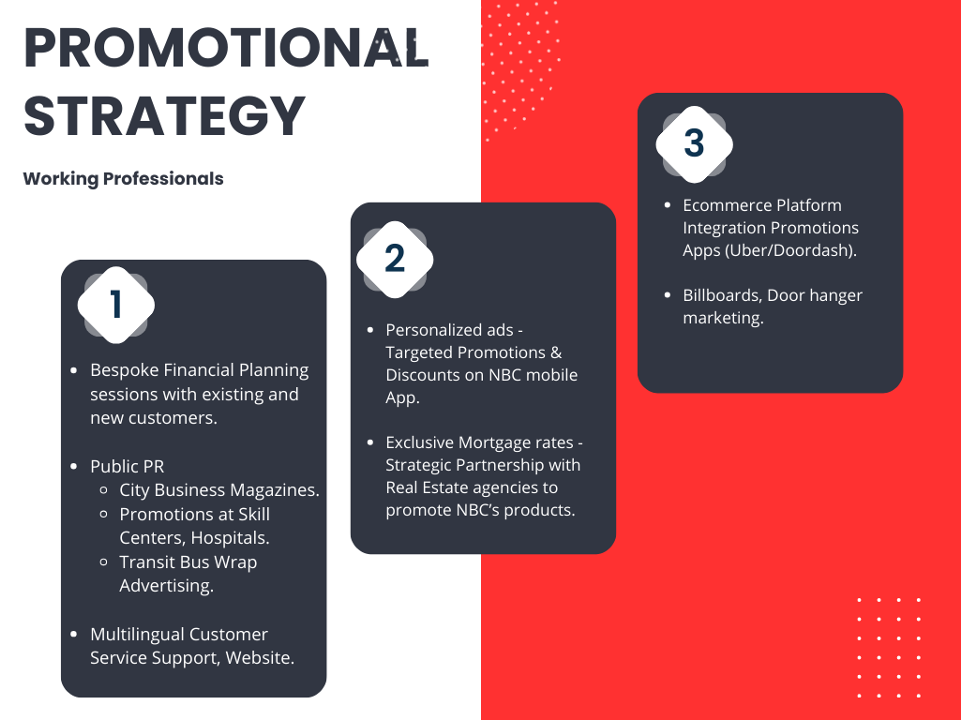 PROMOTIONAL
STRATEGY
Working Professionals
1
• Bespoke Financial Planning
sessions with existing and
new customers.
• Public PR
◦ City Business Magazines.
◦ Promotions at Skill
Centers, Hospitals.
◦ Transit Bus Wrap
Advertising.
• Multilingual Customer
Service Support, Website.
2
• Personalized ads -
Targeted Promotions &
Discounts on NBC mobile
App.
• Exclusive Mortgage rates -
Strategic Partnership with
Real Estate agencies to
promote NBC’s products.
3
• Ecommerce Platform
Integration Promotions
Apps (Uber/Doordash).
• Billboards, Door hanger
marketing.